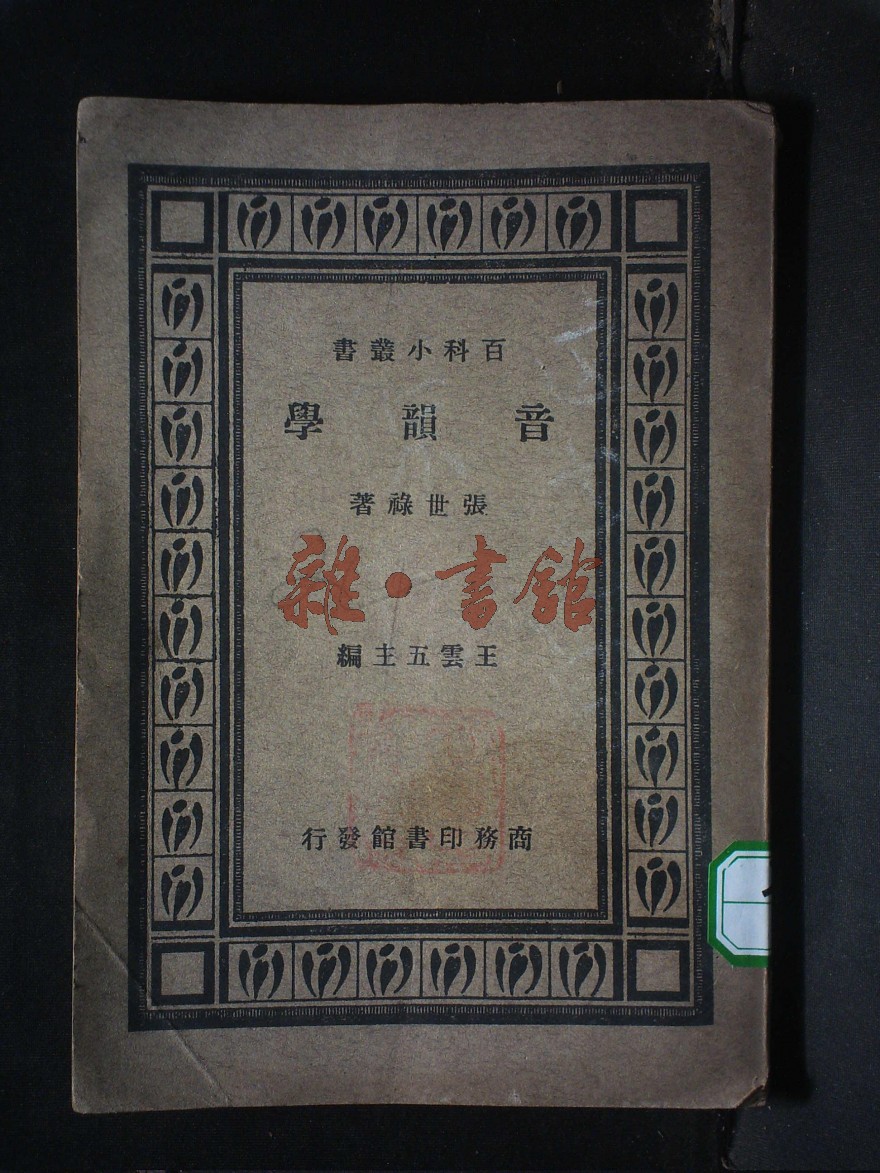 百科小叢書
音韻學
張世祿著
雜·書館
王雲五主編
商務印書館發行